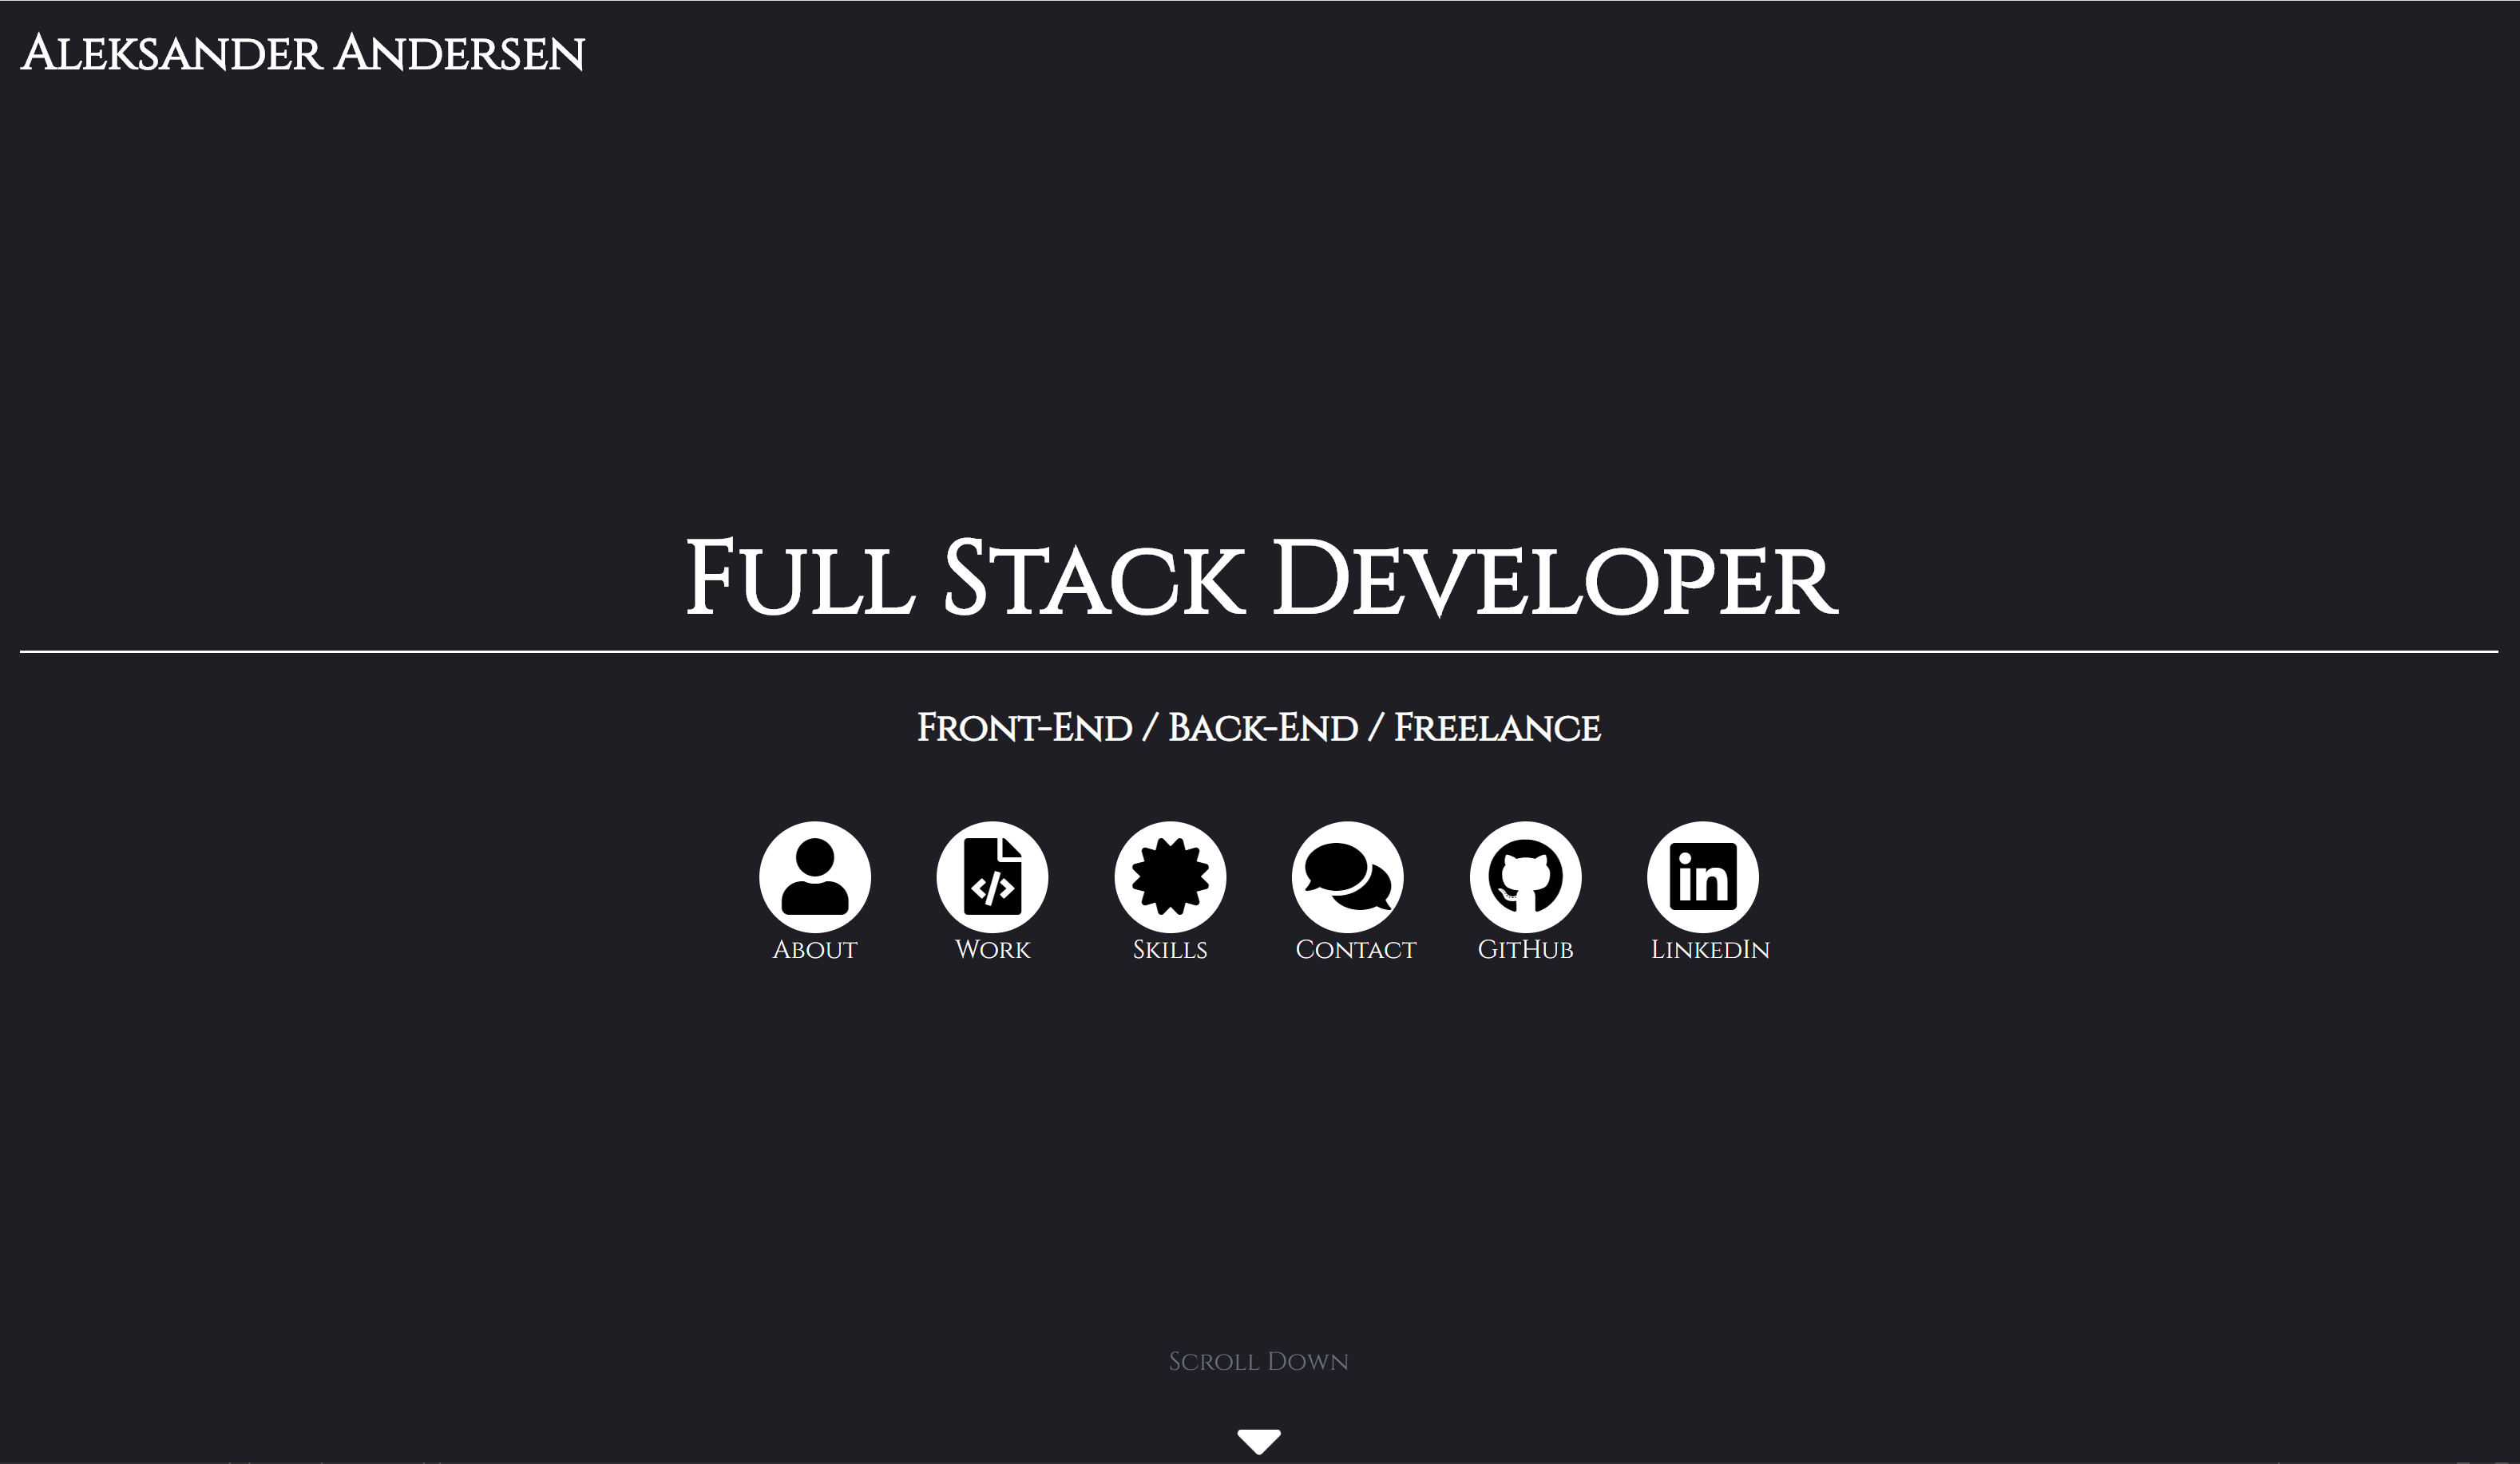 Aleksander Andersen
Full Stack Developer
Front-End / Back-End / Freelance
About Work Skills Contact GitHub LinkedIn
Scroll Down